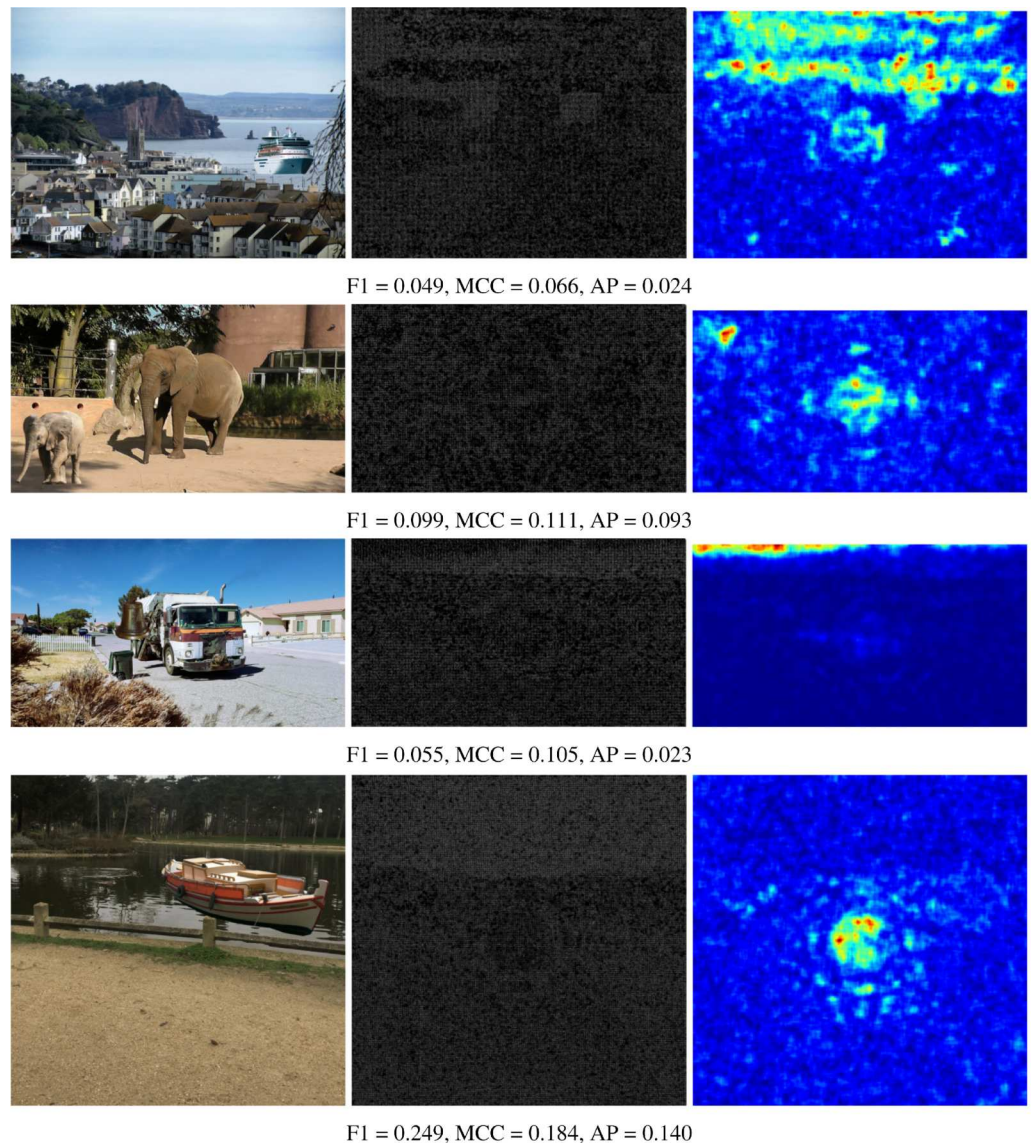 F1 = 0.049, MCC = 0.066, AP = 0.024
F1 = 0.099, MCC = 0.111, AP = 0.093
F1 = 0.055, MCC = 0.105, AP = 0.023
F1 = 0.249, MCC = 0.184, AP = 0.140